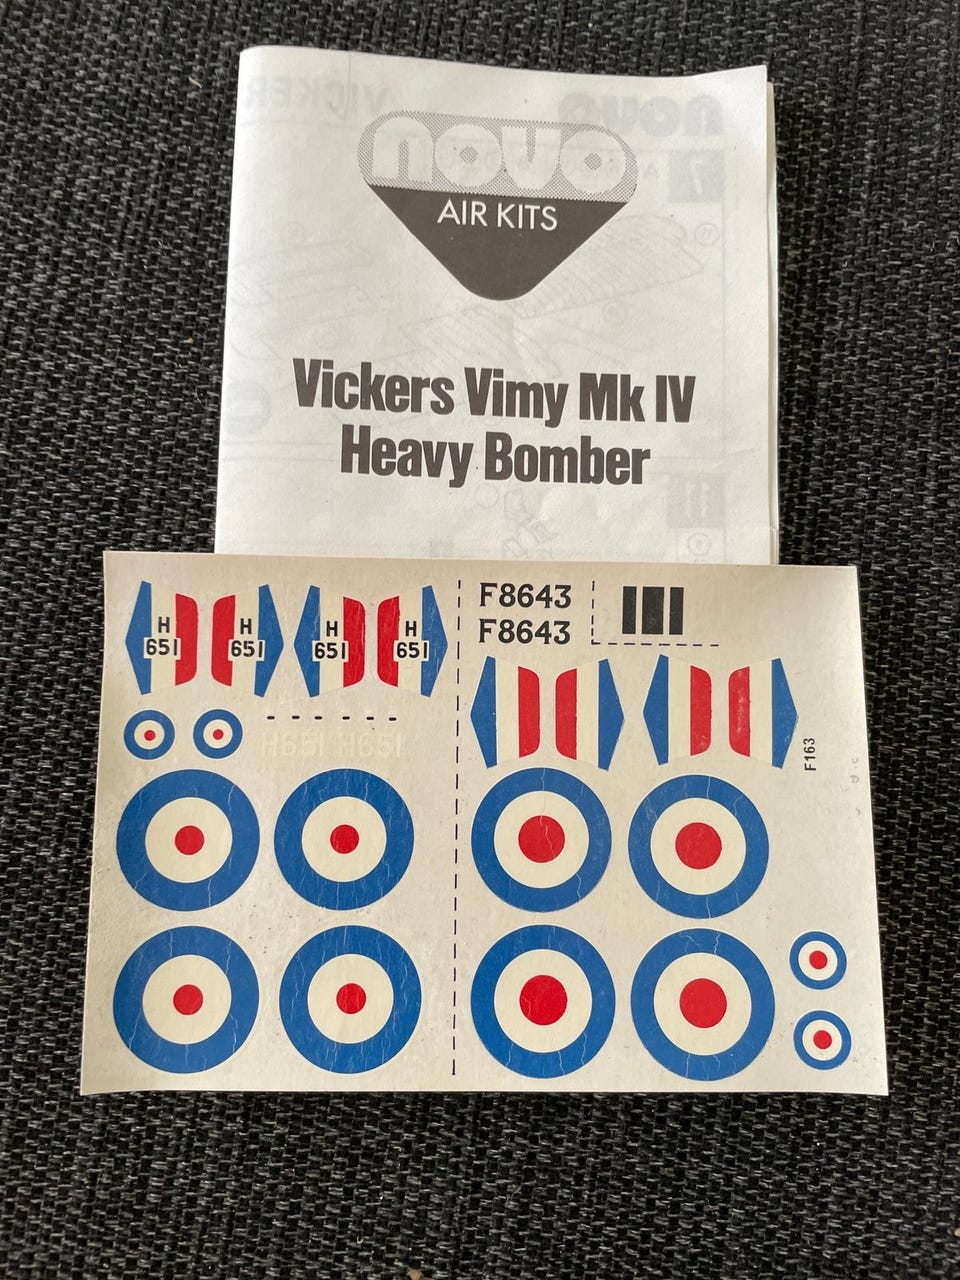 novo
AIR KITS
Vickers Vimy Mk IV
Heavy Bomber
H
651
H
651
H
651
H
651
F8643
F8643
H651 H651
F163